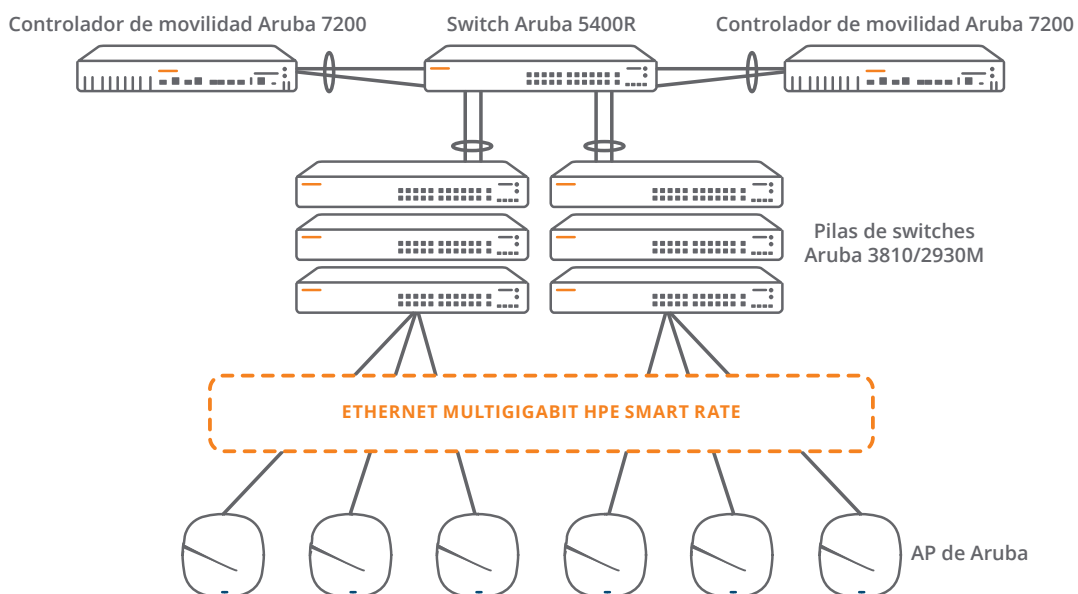 Controlador de movilidad Aruba 7200
Switch Aruba 5400R
Controlador de movilidad Aruba 7200
Pilas de switches
Aruba 3810/2930M
ETHERNET MULTIGIGABIT HPE SMART RATE
AP de Aruba